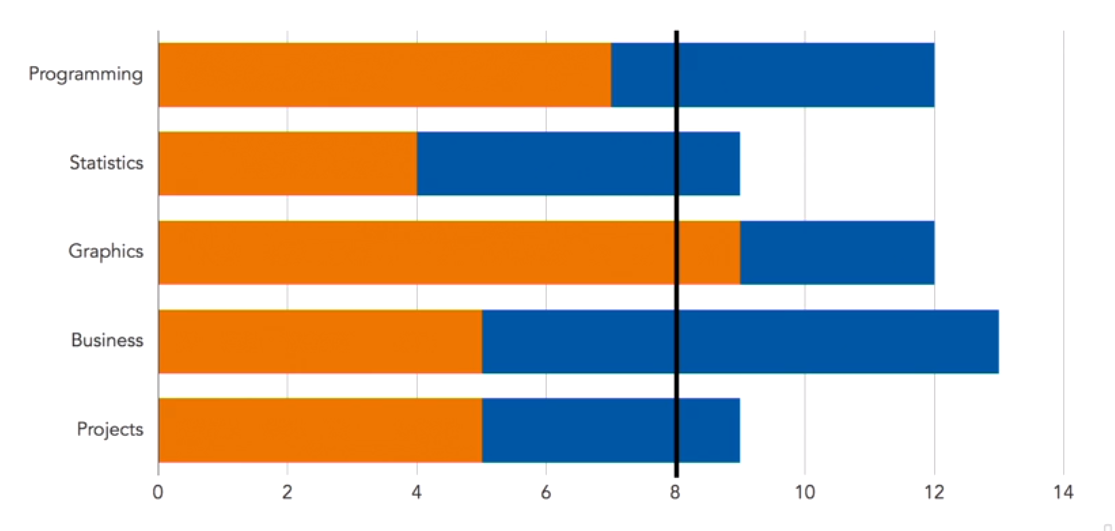 Programming
Statistics
Graphics
Business
Projects
0 2 4 6 8 10 12 14